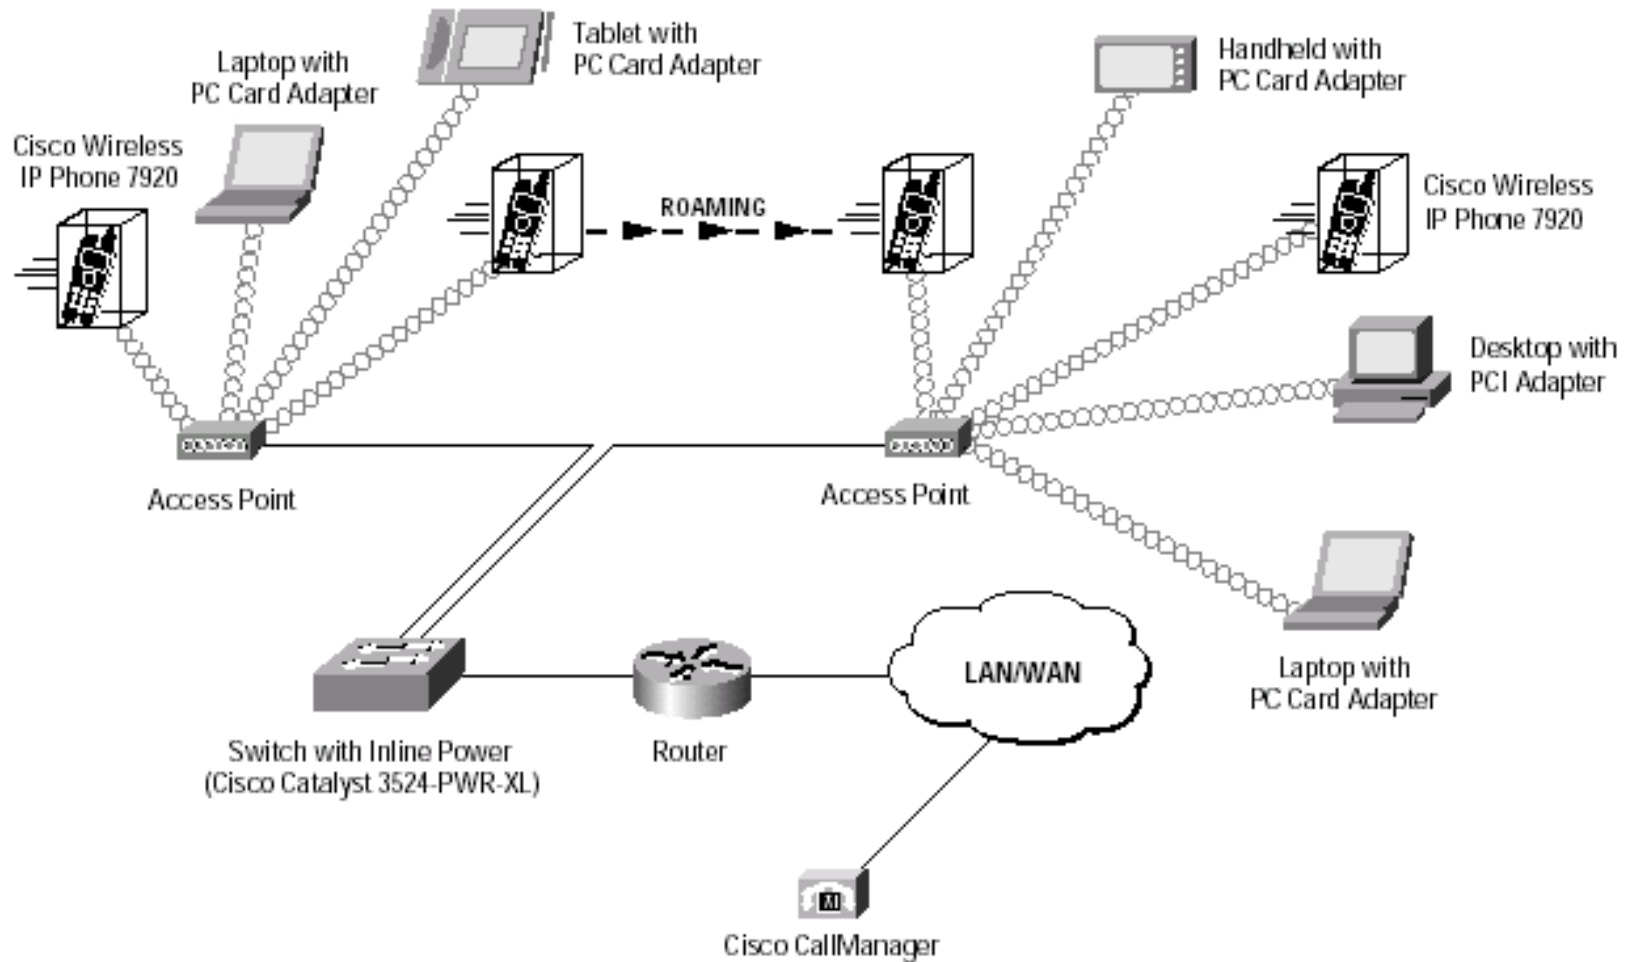 Tablet with
PC Card Adapter
Laptop with
PC Card Adapter
Handheld with
PC Card Adapter
Cisco Wireless
IP Phone 7920
ROAMING
Cisco Wireless
IP Phone 7920
Desktop with
PCI Adapter
Access Point
Access Point
LAN/WAN
Laptop with
PC Card Adapter
Switch with Inline Power
(Cisco Catalyst 3524-PWR-XL)
Router
Cisco CallManager